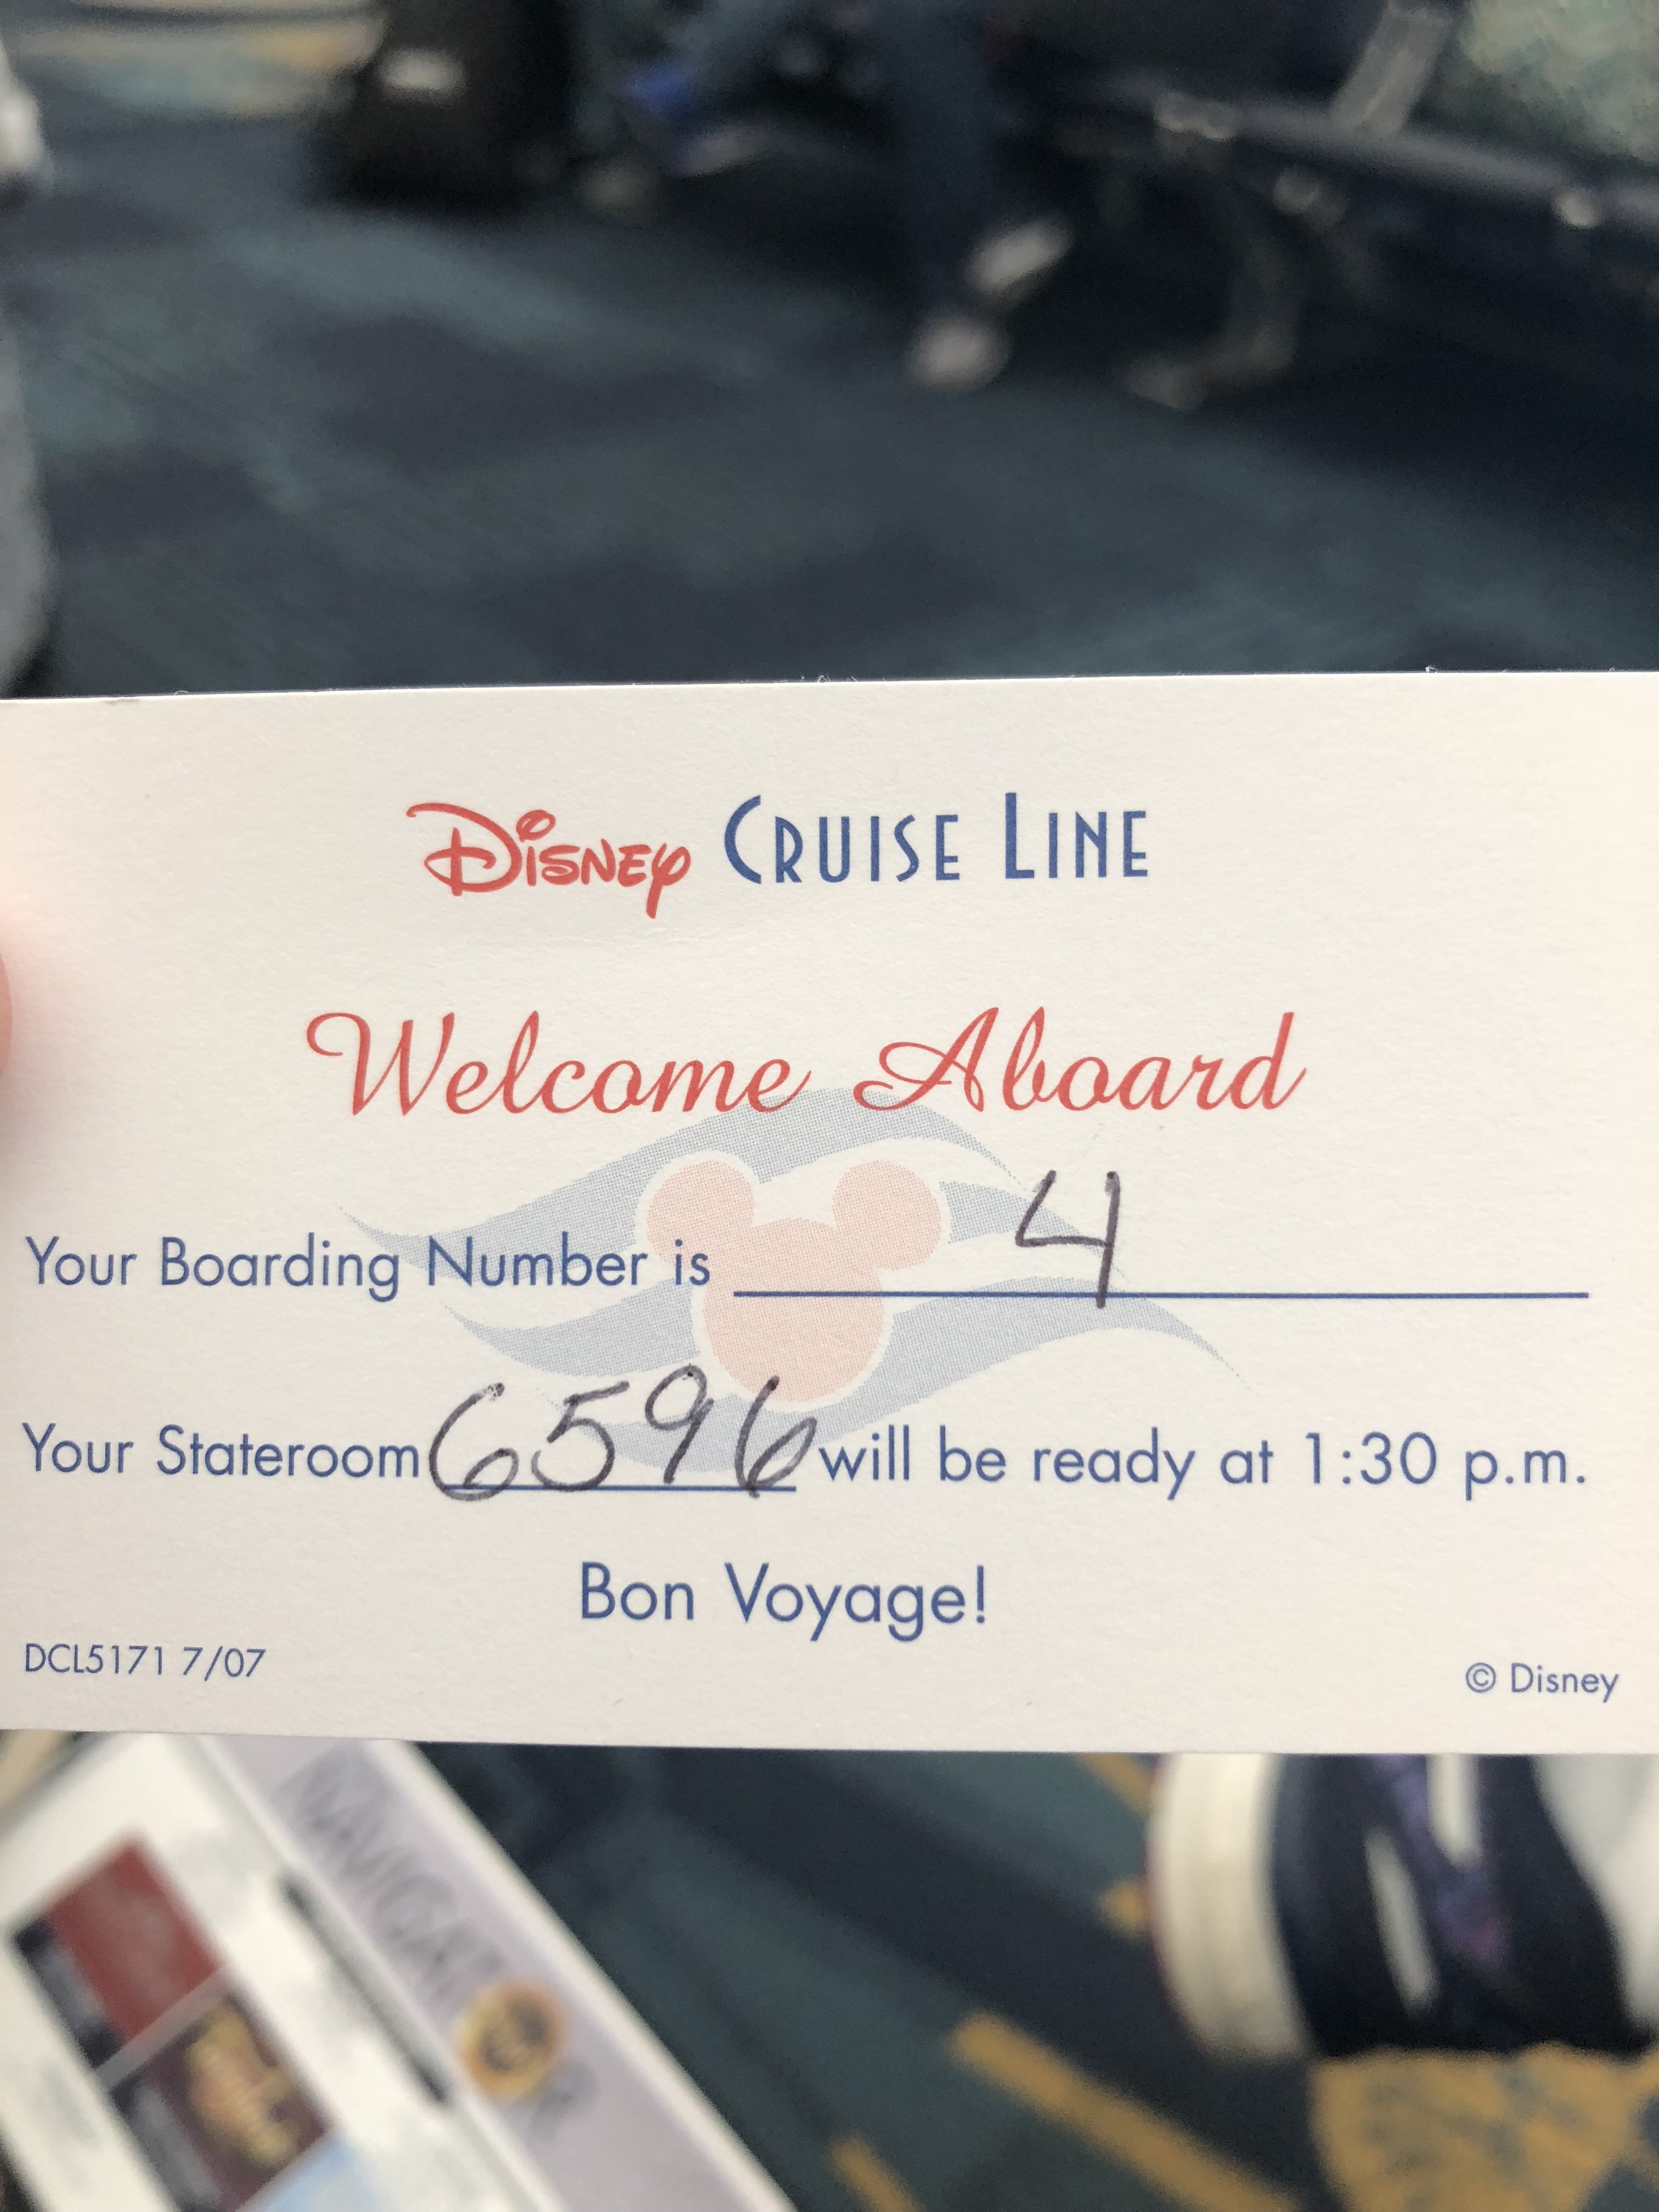 Disney Cruise Line
Welcome Aboard
Your Boarding Number is 4
Your Stateroom 6596 will be ready at 1:30 p.m.
Bon Voyage!
DCL5171 7/07
© Disney
NAVIGATOR